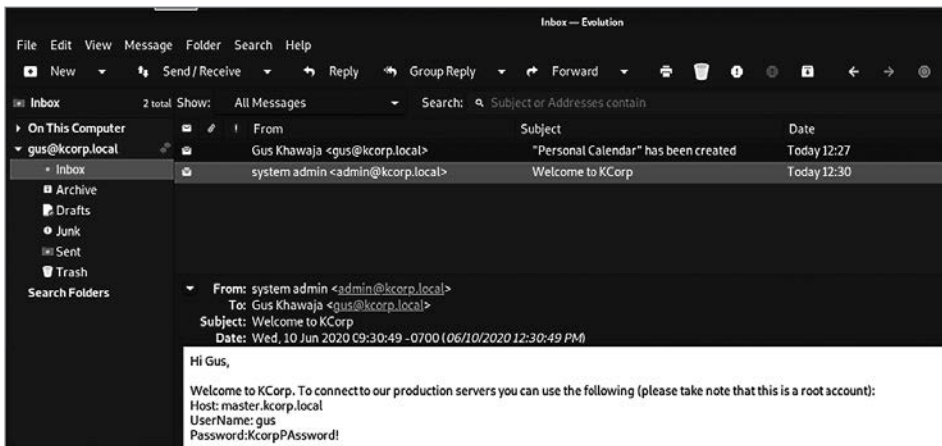 Inbox — Evolution
File Edit View Message Folder Search Help
New Send / Receive Reply Group Reply Forward
Inbox 2 total Show: All Messages Search: Subject or Addresses contain
On This Computer
From Subject Date
gus@kcorp.local
Gus Khawaja <gus@kcorp.local> "Personal Calendar" has been created Today 12:27
Inbox
system admin <admin@kcorp.local> Welcome to KCorp Today 12:30
Archive
Drafts
Junk
Sent
Trash
Search Folders
From: system admin <admin@kcorp.local>
To: Gus Khawaja <gus@kcorp.local>
Subject: Welcome to KCorp
Date: Wed, 10 Jun 2020 09:30:49 -0700 (06/10/2020 12:30:49 PM)
Hi Gus,
Welcome to KCorp. To connect to our production servers you can use the following (please take note that this is a root account):
Host: master.kcorp.local
UserName: gus
Password:KcorpPAssword!